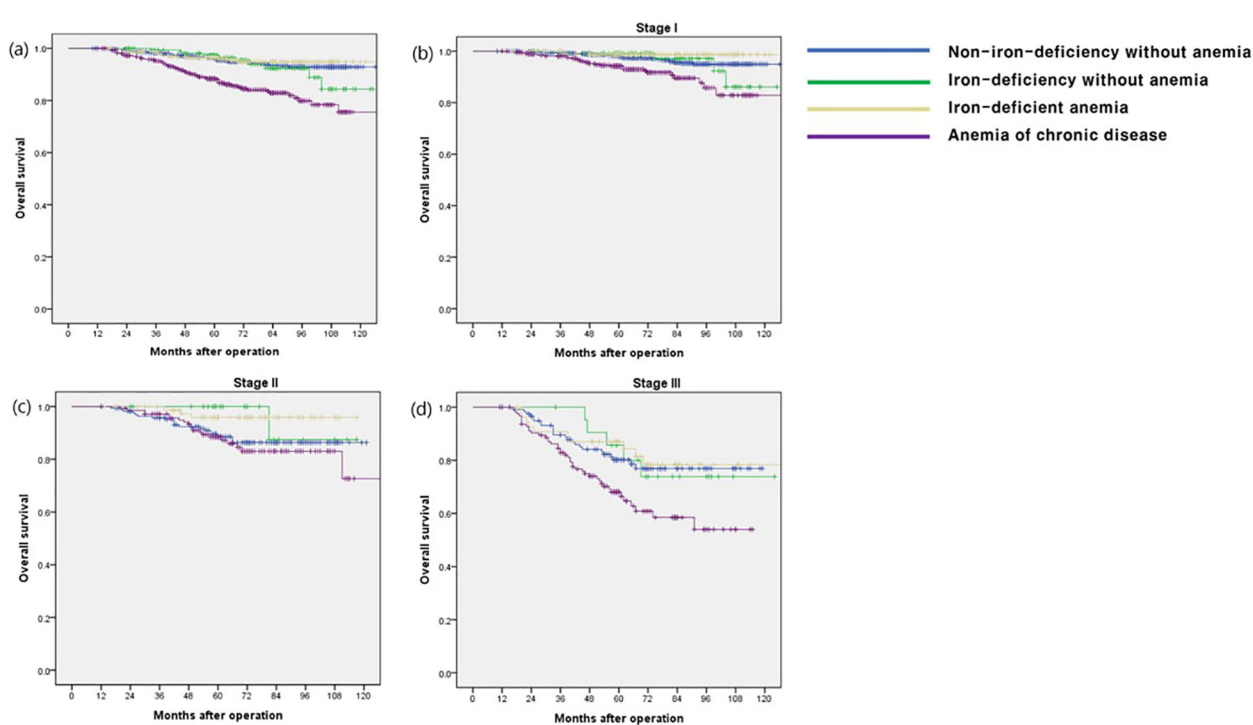 (a)
1.0
0.8
0.6
0.4
0.2
0.0
Overall survival
0 12 24 36 48 60 72 84 96 108 120
Months after operation
(b)
Stage I
1.0
0.8
0.6
0.4
0.2
0.0
Overall survival
0 12 24 36 48 60 72 84 96 108 120
Months after operation
Non-iron-deficiency without anemia
Iron-deficiency without anemia
Iron-deficient anemia
Anemia of chronic disease
(c)
Stage II
1.0
0.8
0.6
0.4
0.2
0.0
Overall survival
0 12 24 36 48 60 72 84 96 108 120
Months after operation
(d)
Stage III
1.0
0.8
0.6
0.4
0.2
0.0
Overall survival
0 12 24 36 48 60 72 84 96 108 120
Months after operation